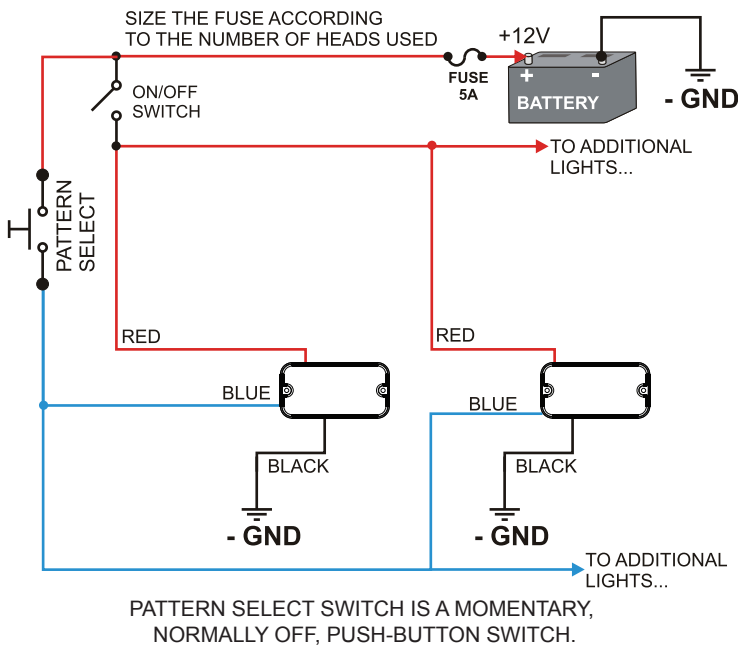 SIZE THE FUSE ACCORDING
TO THE NUMBER OF HEADS USED
+12V
FUSE
5A
+ -
BATTERY
- GND
ON/OFF
SWITCH
TO ADDITIONAL
LIGHTS...
PATTERN
SELECT
RED
RED
BLUE
BLUE
BLACK
BLACK
- GND
- GND
TO ADDITIONAL
LIGHTS...
PATTERN SELECT SWITCH IS A MOMENTARY,
NORMALLY OFF, PUSH-BUTTON SWITCH.